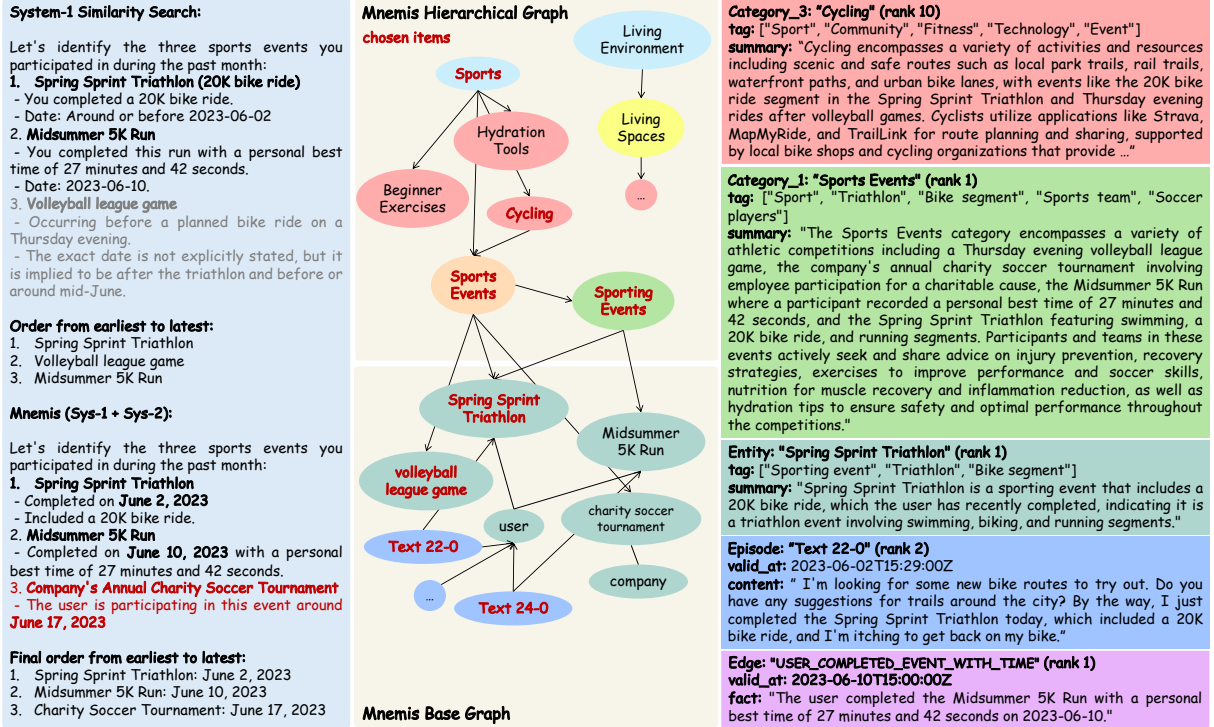 System-1 Similarity Search:
Let's identify the three sports events you
participated in during the past month:
1. Spring Sprint Triathlon (20K bike ride)
- You completed a 20K bike ride.
- Date: Around or before 2023-06-02
2. Midsummer 5K Run
- You completed this run with a personal best
time of 27 minutes and 42 seconds.
- Date: 2023-06-10.
3. Volleyball league game
- Occurring before a planned bike ride on a
Thursday evening.
- The exact date is not explicitly stated, but it
is implied to be after the triathlon and before or
around mid-June.
Order from earliest to latest:
1. Spring Sprint Triathlon
2. Volleyball league game
3. Midsummer 5K Run
Mnemis (Sys-1 + Sys-2):
Let's identify the three sports events you
participated in during the past month:
1. Spring Sprint Triathlon
- Completed on June 2, 2023
- Included a 20K bike ride.
2. Midsummer 5K Run
- Completed on June 10, 2023 with a personal
best time of 27 minutes and 42 seconds.
3. Company's Annual Charity Soccer Tournament
- The user is participating in this event around
June 17, 2023
Final order from earliest to latest:
1. Spring Sprint Triathlon: June 2, 2023
2. Midsummer 5K Run: June 10, 2023
3. Charity Soccer Tournament: June 17, 2023
Mnemis Hierarchical Graph
chosen items
Living
Environment
Sports
Hydration
Tools
Living
Spaces
Beginner
Exercises
Cycling
...
Sports
Events
Sporting
Events
Spring Sprint
Triathlon
Midsummer
5K Run
volleyball
league game
user
charity soccer
tournament
Text 22-0
...
Text 24-0
company
Mnemis Base Graph
Category_3: "Cycling" (rank 10)
tag: ["Sport", "Community", "Fitness", "Technology", "Event"]
summary: "Cycling encompasses a variety of activities and resources
including scenic and safe routes such as local park trails, rail trails,
waterfront paths, and urban bike lanes, with events like the 20K bike
ride segment in the Spring Sprint Triathlon and Thursday evening
rides after volleyball games. Cyclists utilize applications like Strava,
MapMyRide, and TrailLink for route planning and sharing, supported
by local bike shops and cycling organizations that provide ..."
Category_1: "Sports Events" (rank 1)
tag: ["Sport", "Triathlon", "Bike segment", "Sports team", "Soccer
players"]
summary: "The Sports Events category encompasses a variety of
athletic competitions including a Thursday evening volleyball league
game, the company's annual charity soccer tournament involving
employee participation for a charitable cause, the Midsummer 5K Run
where a participant recorded a personal best time of 27 minutes and
42 seconds, and the Spring Sprint Triathlon featuring swimming, a
20K bike ride, and running segments. Participants and teams in these
events actively seek and share advice on injury prevention, recovery
strategies, exercises to improve performance and soccer skills,
nutrition for muscle recovery and inflammation reduction, as well as
hydration tips to ensure safety and optimal performance throughout
the competitions."
Entity: "Spring Sprint Triathlon" (rank 1)
tag: ["Sporting event", "Triathlon", "Bike segment"]
summary: "Spring Sprint Triathlon is a sporting event that includes a
20K bike ride, which the user has recently completed, indicating it is
a triathlon event involving swimming, biking, and running segments."
Episode: "Text 22-0" (rank 2)
valid_at: 2023-06-02T15:29:00Z
content: " I'm looking for some new bike routes to try out. Do you
have any suggestions for trails around the city? By the way, I just
completed the Spring Sprint Triathlon today, which included a 20K
bike ride, and I'm itching to get back on my bike."
Edge: "USER_COMPLETED_EVENT_WITH_TIME" (rank 1)
valid_at: 2023-06-10T15:00:00Z
fact: "The user completed the Midsummer 5K Run with a personal
best time of 27 minutes and 42 seconds on 2023-06-10."